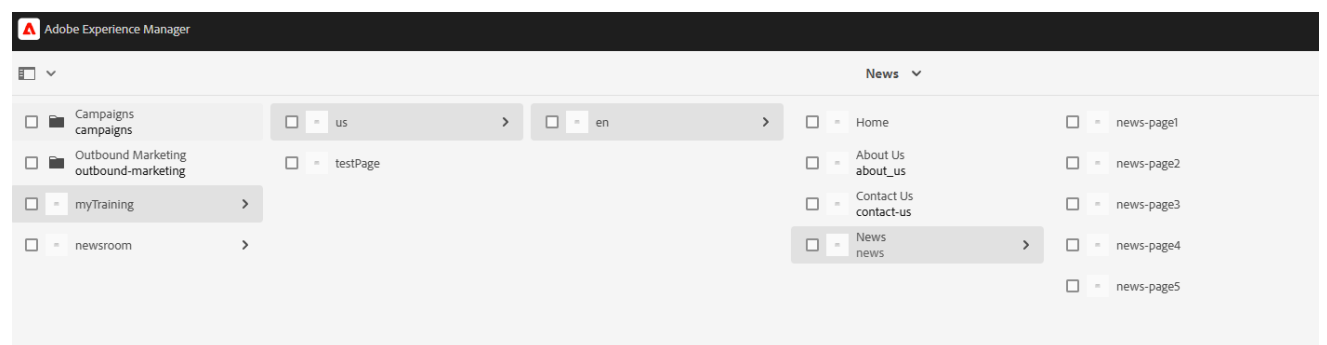 Adobe Experience Manager
News
Campaigns
campaigns
Outbound Marketing
outbound-marketing
myTraining
newsroom
us
testPage
en
Home
About Us
about_us
Contact Us
contact-us
News
news
news-page1
news-page2
news-page3
news-page4
news-page5